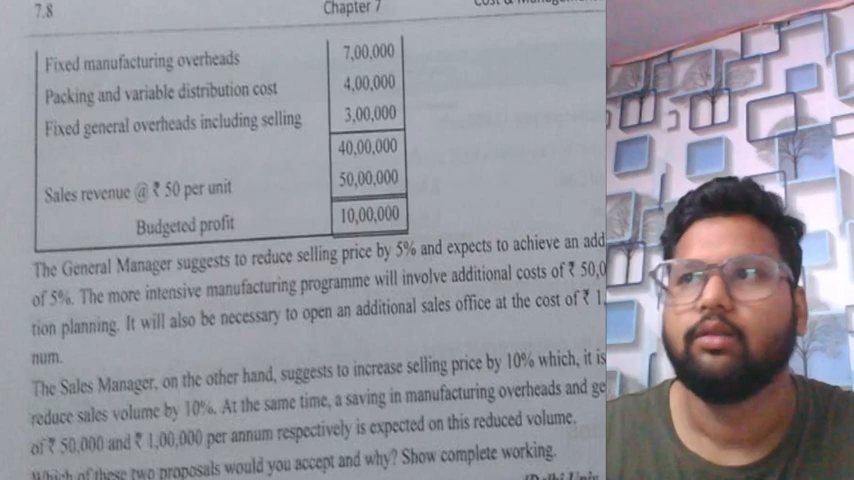 7.8 Chapter 7 Cost &
Fixed manufacturing overheads 7,00,000
Packing and variable distribution cost 4,00,000
Fixed general overheads including selling 3,00,000
40,00,000
Sales revenue @ ₹ 50 per unit 50,00,000
Budgeted profit 10,00,000
The General Manager suggests to reduce selling price by 5% and expects to achieve an add
of 5%. The more intensive manufacturing programme will involve additional costs of ₹ 50,0
tion planning. It will also be necessary to open an additional sales office at the cost of ₹ 1
num.
The Sales Manager, on the other hand, suggests to increase selling price by 10% which, it is
reduce sales volume by 10%. At the same time, a saving in manufacturing overheads and ge
of ₹ 50,000 and ₹ 1,00,000 per annum respectively is expected on this reduced volume.
Which of these two proposals would you accept and why? Show complete working.